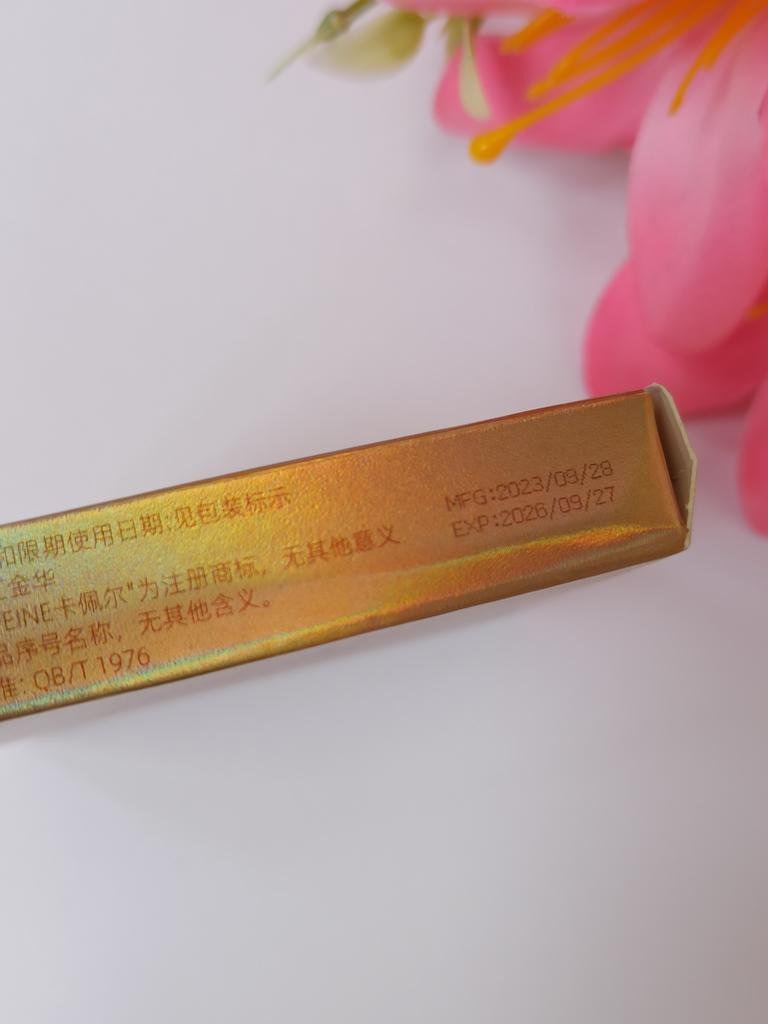 限期使用日期:见包装标示
金华
EINE卡佩尔"为注册商标，无其他意义
品序号名称，无其他含义。
准: QB/T 1976
MFG:2023/09/28
EXP:2026/09/27